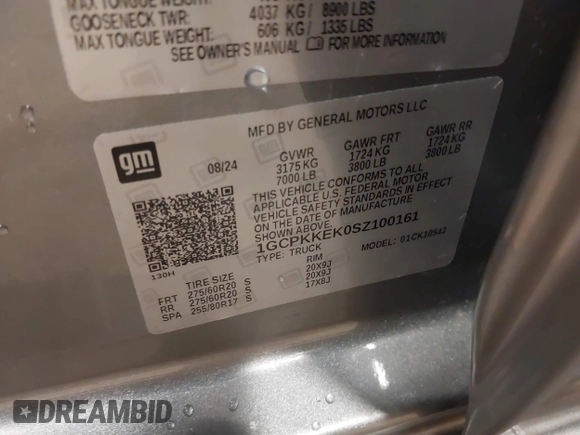 MAX TONGUE WEIGHT:
GOOSENECK TWR: 4037 KG/ 8900 LBS
MAX TONGUE WEIGHT: 606 KG/ 1335 LBS
SEE OWNER'S MANUAL FOR MORE INFORMATION
MFD BY GENERAL MOTORS LLC
gm 08/24 GVWR GAWR FRT GAWR RR
3175 KG 1724 KG 1724 KG
7000 LB 3800 LB 3800 LB
THIS VEHICLE CONFORMS TO ALL
APPLICABLE U.S. FEDERAL MOTOR
VEHICLE SAFETY STANDARDS IN EFFECT
ON THE DATE OF MANUFACTURE SHOWN ABOVE
1GCPKKEK0SZ100161
TYPE: TRUCK MODEL: 01CK10543
130H
TIRE SIZE RIM
FRT 275/60R20 S 20X9J
RR 275/60R20 S 20X9J
SPA 255/80R17 S 17X8J
DREAMBID